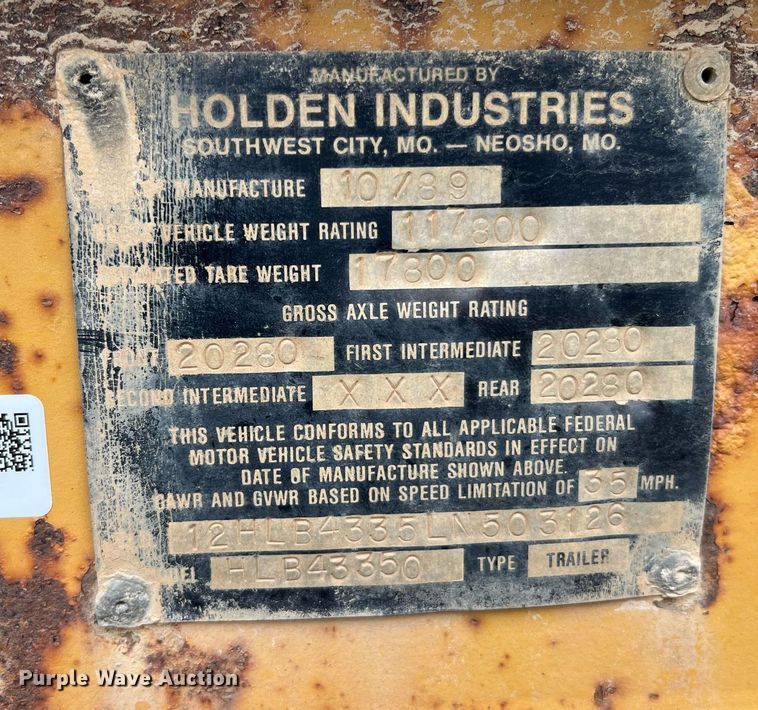 MANUFACTURED BY
HOLDEN INDUSTRIES
SOUTHWEST CITY, MO. — NEOSHO, MO.
MANUFACTURE 10/89
VEHICLE WEIGHT RATING 117800
TARE WEIGHT 17800
GROSS AXLE WEIGHT RATING
20280 FIRST INTERMEDIATE 20280
SECOND INTERMEDIATE XXX REAR 20280
THIS VEHICLE CONFORMS TO ALL APPLICABLE FEDERAL
MOTOR VEHICLE SAFETY STANDARDS IN EFFECT ON
DATE OF MANUFACTURE SHOWN ABOVE.
GAWR AND GVWR BASED ON SPEED LIMITATION OF 35 MPH.
12HLB4335LN503126
HLB43350 TYPE TRAILER
Purple Wave Auction